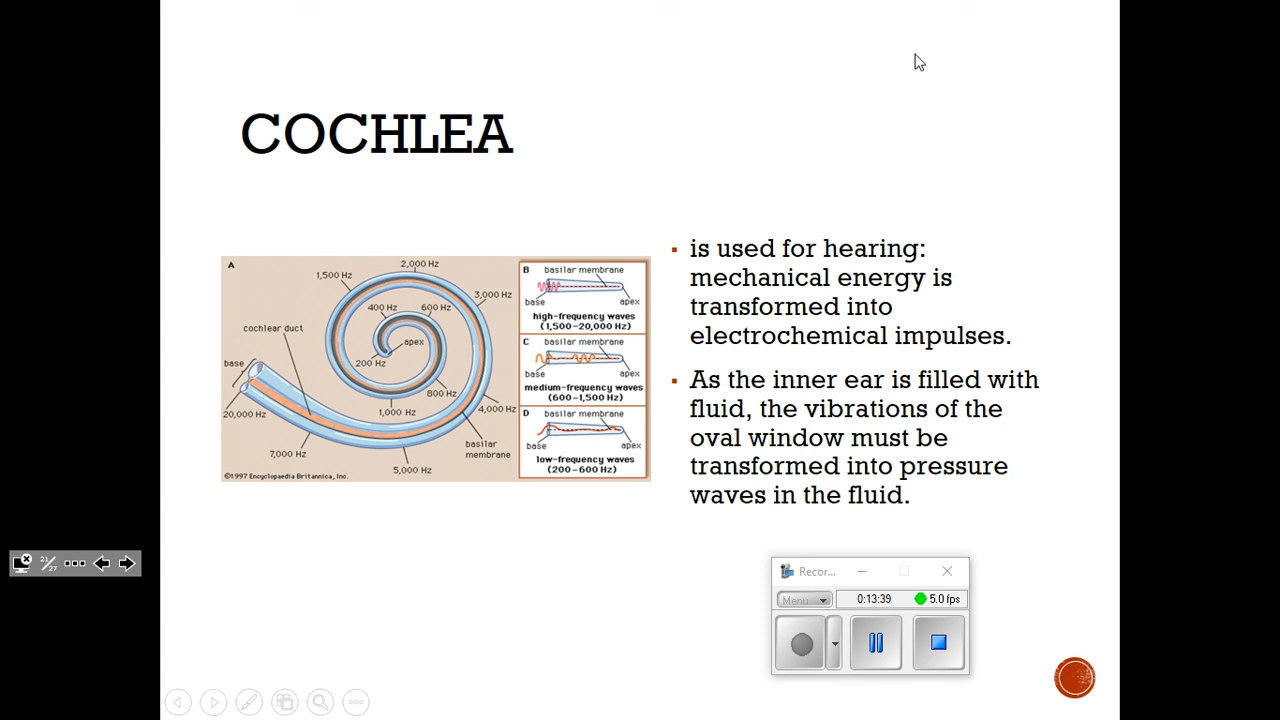 COCHLEA
A
2,000 Hz
1,500 Hz
3,000 Hz
400 Hz
600 Hz
cochlear duct
apex
200 Hz
base
800 Hz
20,000 Hz
1,000 Hz
4,000 Hz
7,000 Hz
basilar
membrane
5,000 Hz
©1997 Encyclopaedia Britannica, Inc.
B
basilar membrane
base
apex
high-frequency waves
(1,500–20,000 Hz)
C
basilar membrane
base
apex
medium-frequency waves
(600–1,500 Hz)
D
basilar membrane
base
apex
low-frequency waves
(200–600 Hz)
▪ is used for hearing:
mechanical energy is
transformed into
electrochemical impulses.
▪ As the inner ear is filled with
fluid, the vibrations of the
oval window must be
transformed into pressure
waves in the fluid.
21/27
Recor...
Menu
0:13:39
5.0 fps